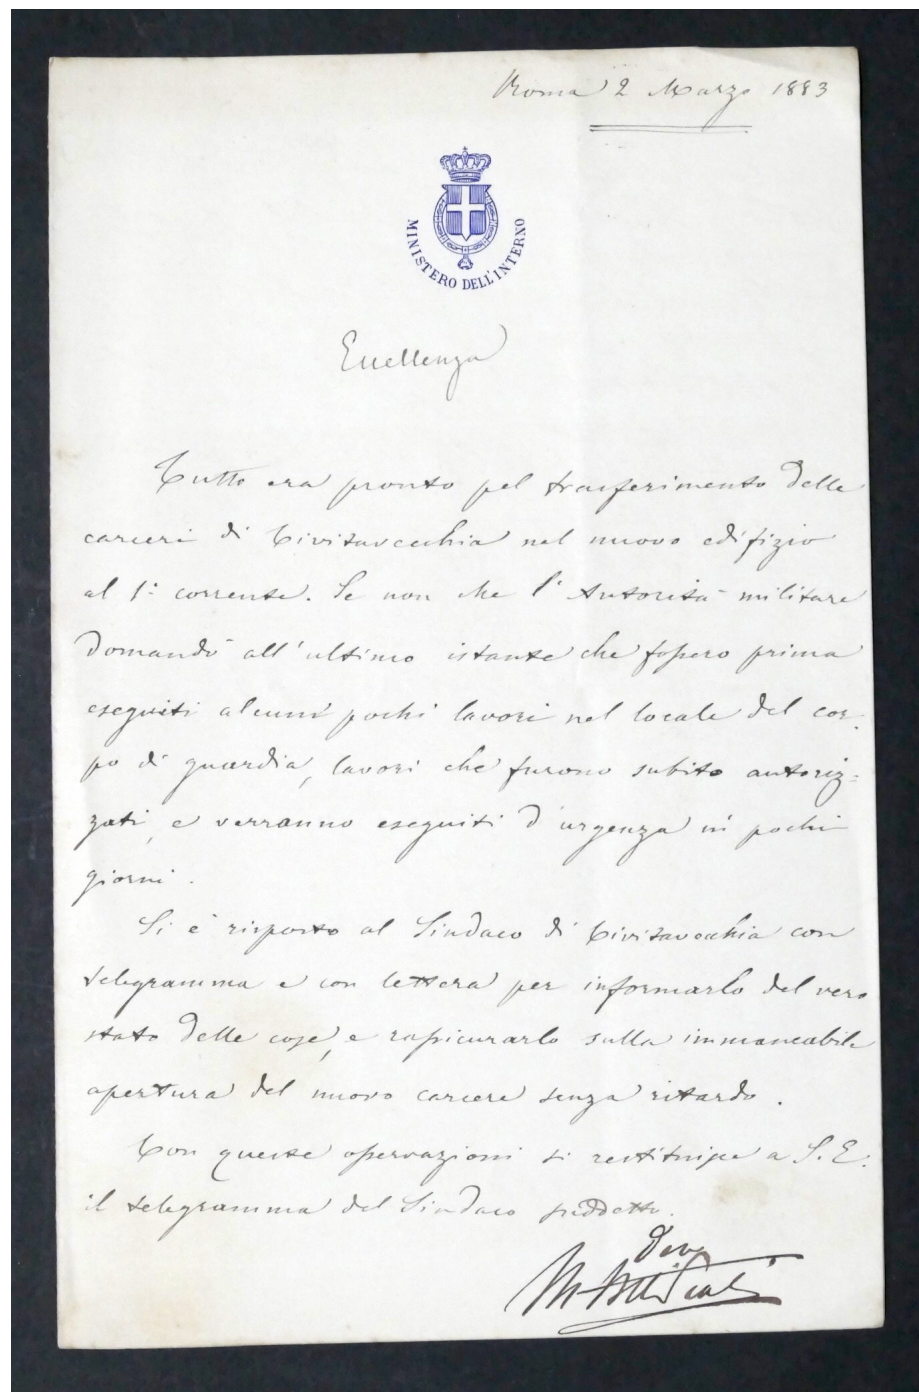 Roma 2 Marzo 1883
MINISTERO DELL'INTERNO
Eccellenza
Tutto era pronto pel trasferimento delle
carceri di Civitavecchia nel nuovo edifizio
al 1º corrente. Se non che l'Autorità militare
domandò all'ultimo istante che fossero prima
eseguiti alcuni pochi lavori nel locale del cor-
po di guardia, lavori che furono subito autoriz-
zati, e verranno eseguiti d'urgenza in pochi
giorni.
Si è risposto al Sindaco di Civitavecchia con
telegramma e con lettera per informarlo del vero
stato delle cose, e rassicurarlo sulla immancabile
apertura del nuovo carcere senza ritardo.
Con queste osservazioni si restituisce a S. E.
il telegramma del Sindaco suddetto.
Dev